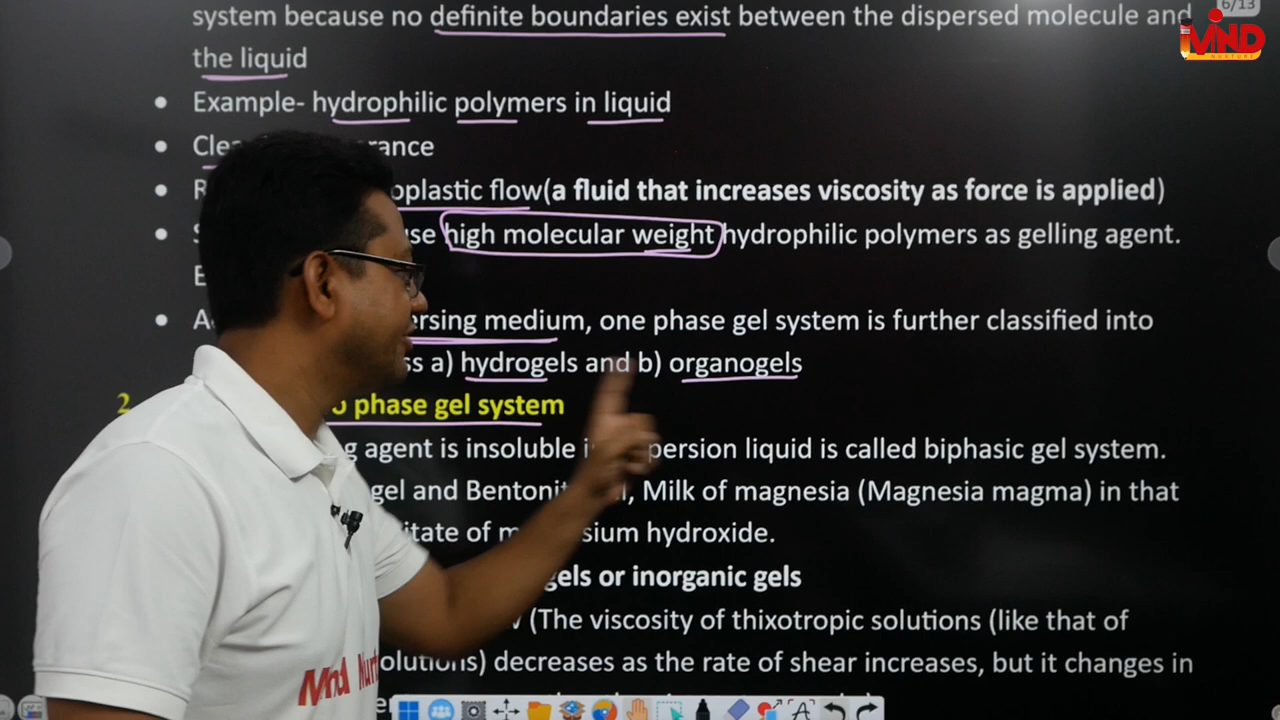 system because no definite boundaries exist between the dispersed molecule and
6/13
MIND
NURTURE
the liquid
Example- hydrophilic polymers in liquid
Cle rance
oplastic flow(a fluid that increases viscosity as force is applied)
use high molecular weight hydrophilic polymers as gelling agent.
E
ersing medium, one phase gel system is further classified into
ss a) hydrogels and b) organogels
2 phase gel system
g agent is insoluble persion liquid is called biphasic gel system.
gel and Bentonit Milk of magnesia (Magnesia magma) in that
itate of m sium hydroxide.
gels or inorganic gels
(The viscosity of thixotropic solutions (like that of
olutions) decreases as the rate of shear increases, but it changes in
Mind Nurt